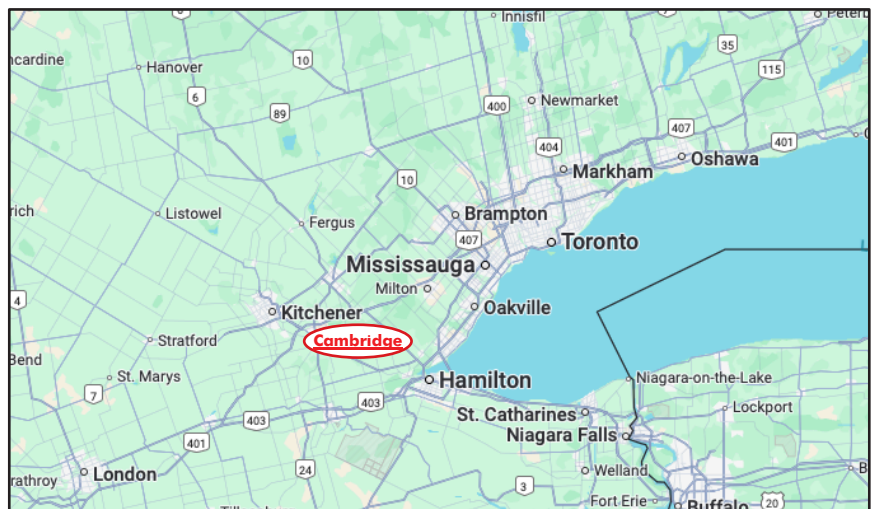 Innisfil
Peterb
ncardine
Hanover
10
35
115
6
89
400
Newmarket
407
401
404
Markham
Oshawa
10
rich
Listowel
Fergus
Brampton
407
Toronto
Mississauga
Milton
4
Kitchener
Oakville
Cambridge
Stratford
Bend
St. Marys
Hamilton
Niagara-on-the-Lake
7
403
403
St. Catharines
Lockport
401
Niagara Falls
rathroy
London
24
Welland
B
3
Fort Erie
Buffalo
20